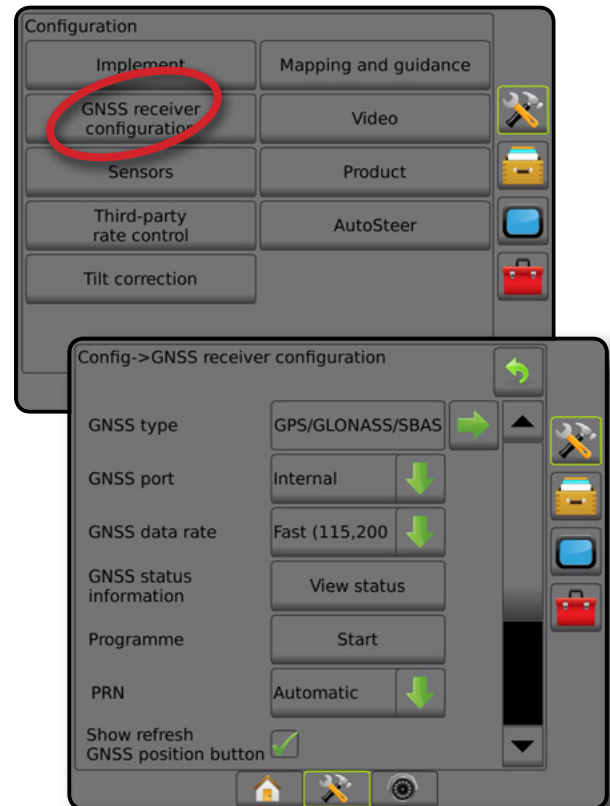 Configuration
Implement
Mapping and guidance
GNSS receiver
configuration
Video
Sensors
Product
Third-party
rate control
AutoSteer
Tilt correction
Config->GNSS receiver configuration
GNSS type
GPS/GLONASS/SBAS
GNSS port
Internal
GNSS data rate
Fast (115,200
GNSS status
information
View status
Programme
Start
PRN
Automatic
Show refresh
GNSS position button